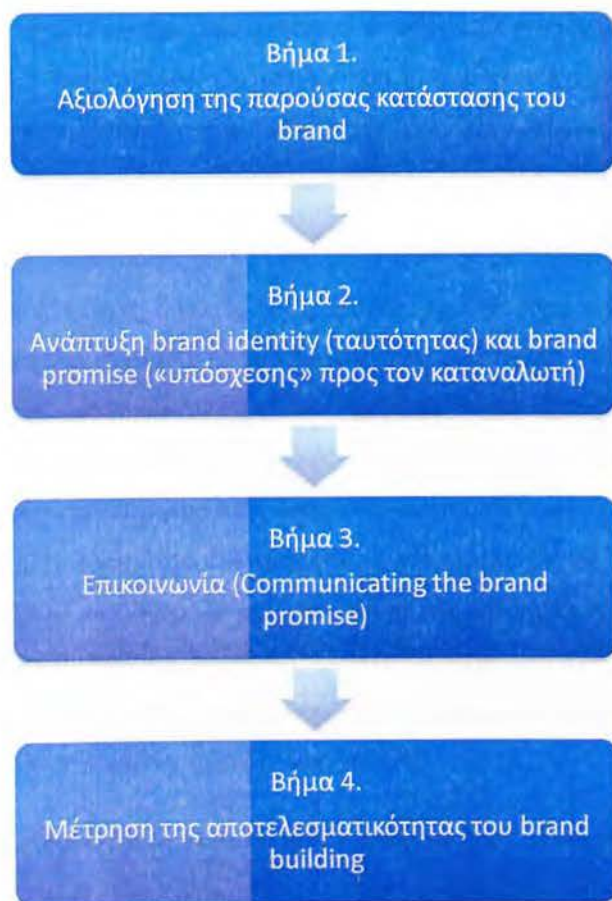 Βήμα 1.
Αξιολόγηση της παρούσας κατάστασης του
brand
Βήμα 2.
Ανάπτυξη brand identity (ταυτότητας) και brand
promise («υπόσχεσης» προς τον καταναλωτή)
Βήμα 3.
Επικοινωνία (Communicating the brand
promise)
Βήμα 4.
Μέτρηση της αποτελεσματικότητας του brand
building